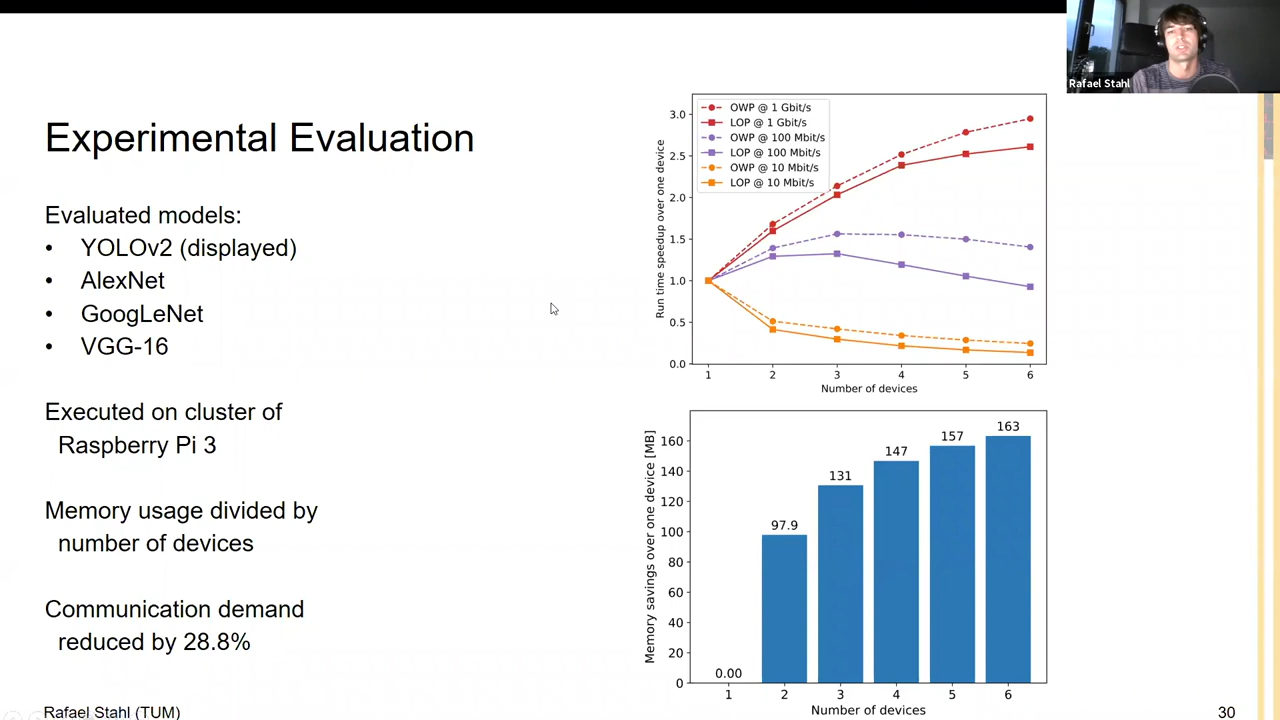 Rafael Stahl
Experimental Evaluation
Evaluated models:
• YOLOv2 (displayed)
• AlexNet
• GoogLeNet
• VGG-16
Executed on cluster of
Raspberry Pi 3
Memory usage divided by
number of devices
Communication demand
reduced by 28.8%
OWP @ 1 Gbit/s
LOP @ 1 Gbit/s
OWP @ 100 Mbit/s
LOP @ 100 Mbit/s
OWP @ 10 Mbit/s
LOP @ 10 Mbit/s
Run time speedup over one device
3.0
2.5
2.0
1.5
1.0
0.5
0.0
1 2 3 4 5 6
Number of devices
Memory savings over one device [MB]
160
140
120
100
80
60
40
20
0
0.00
97.9
131
147
157
163
1 2 3 4 5 6
Number of devices
Rafael Stahl (TUM)
30